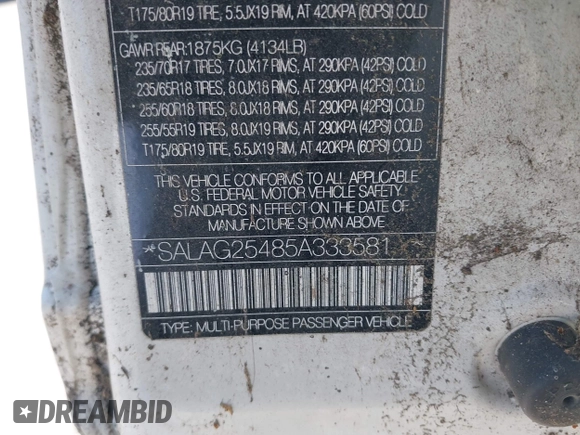 T175/80R19 TIRE, 5.5JX19 RIM, AT 420KPA (60PSI) COLD
GAWR REAR:1875KG (4134LB)
235/70R17 TIRES, 7.0JX17 RIMS, AT 290KPA (42PSI) COLD
235/65R18 TIRES, 8.0JX18 RIMS, AT 290KPA (42PSI) COLD
255/60R18 TIRES, 8.0JX18 RIMS, AT 290KPA (42PSI) COLD
255/55R19 TIRES, 8.0JX19 RIMS, AT 290KPA (42PSI) COLD
T175/80R19 TIRE, 5.5JX19 RIM, AT 420KPA (60PSI) COLD
THIS VEHICLE CONFORMS TO ALL APPLICABLE
U.S. FEDERAL MOTOR VEHICLE SAFETY
STANDARDS IN EFFECT ON THE DATE OF
MANUFACTURE SHOWN ABOVE
*SALAG25485A333581*
TYPE: MULTI-PURPOSE PASSENGER VEHICLE
DREAMBID